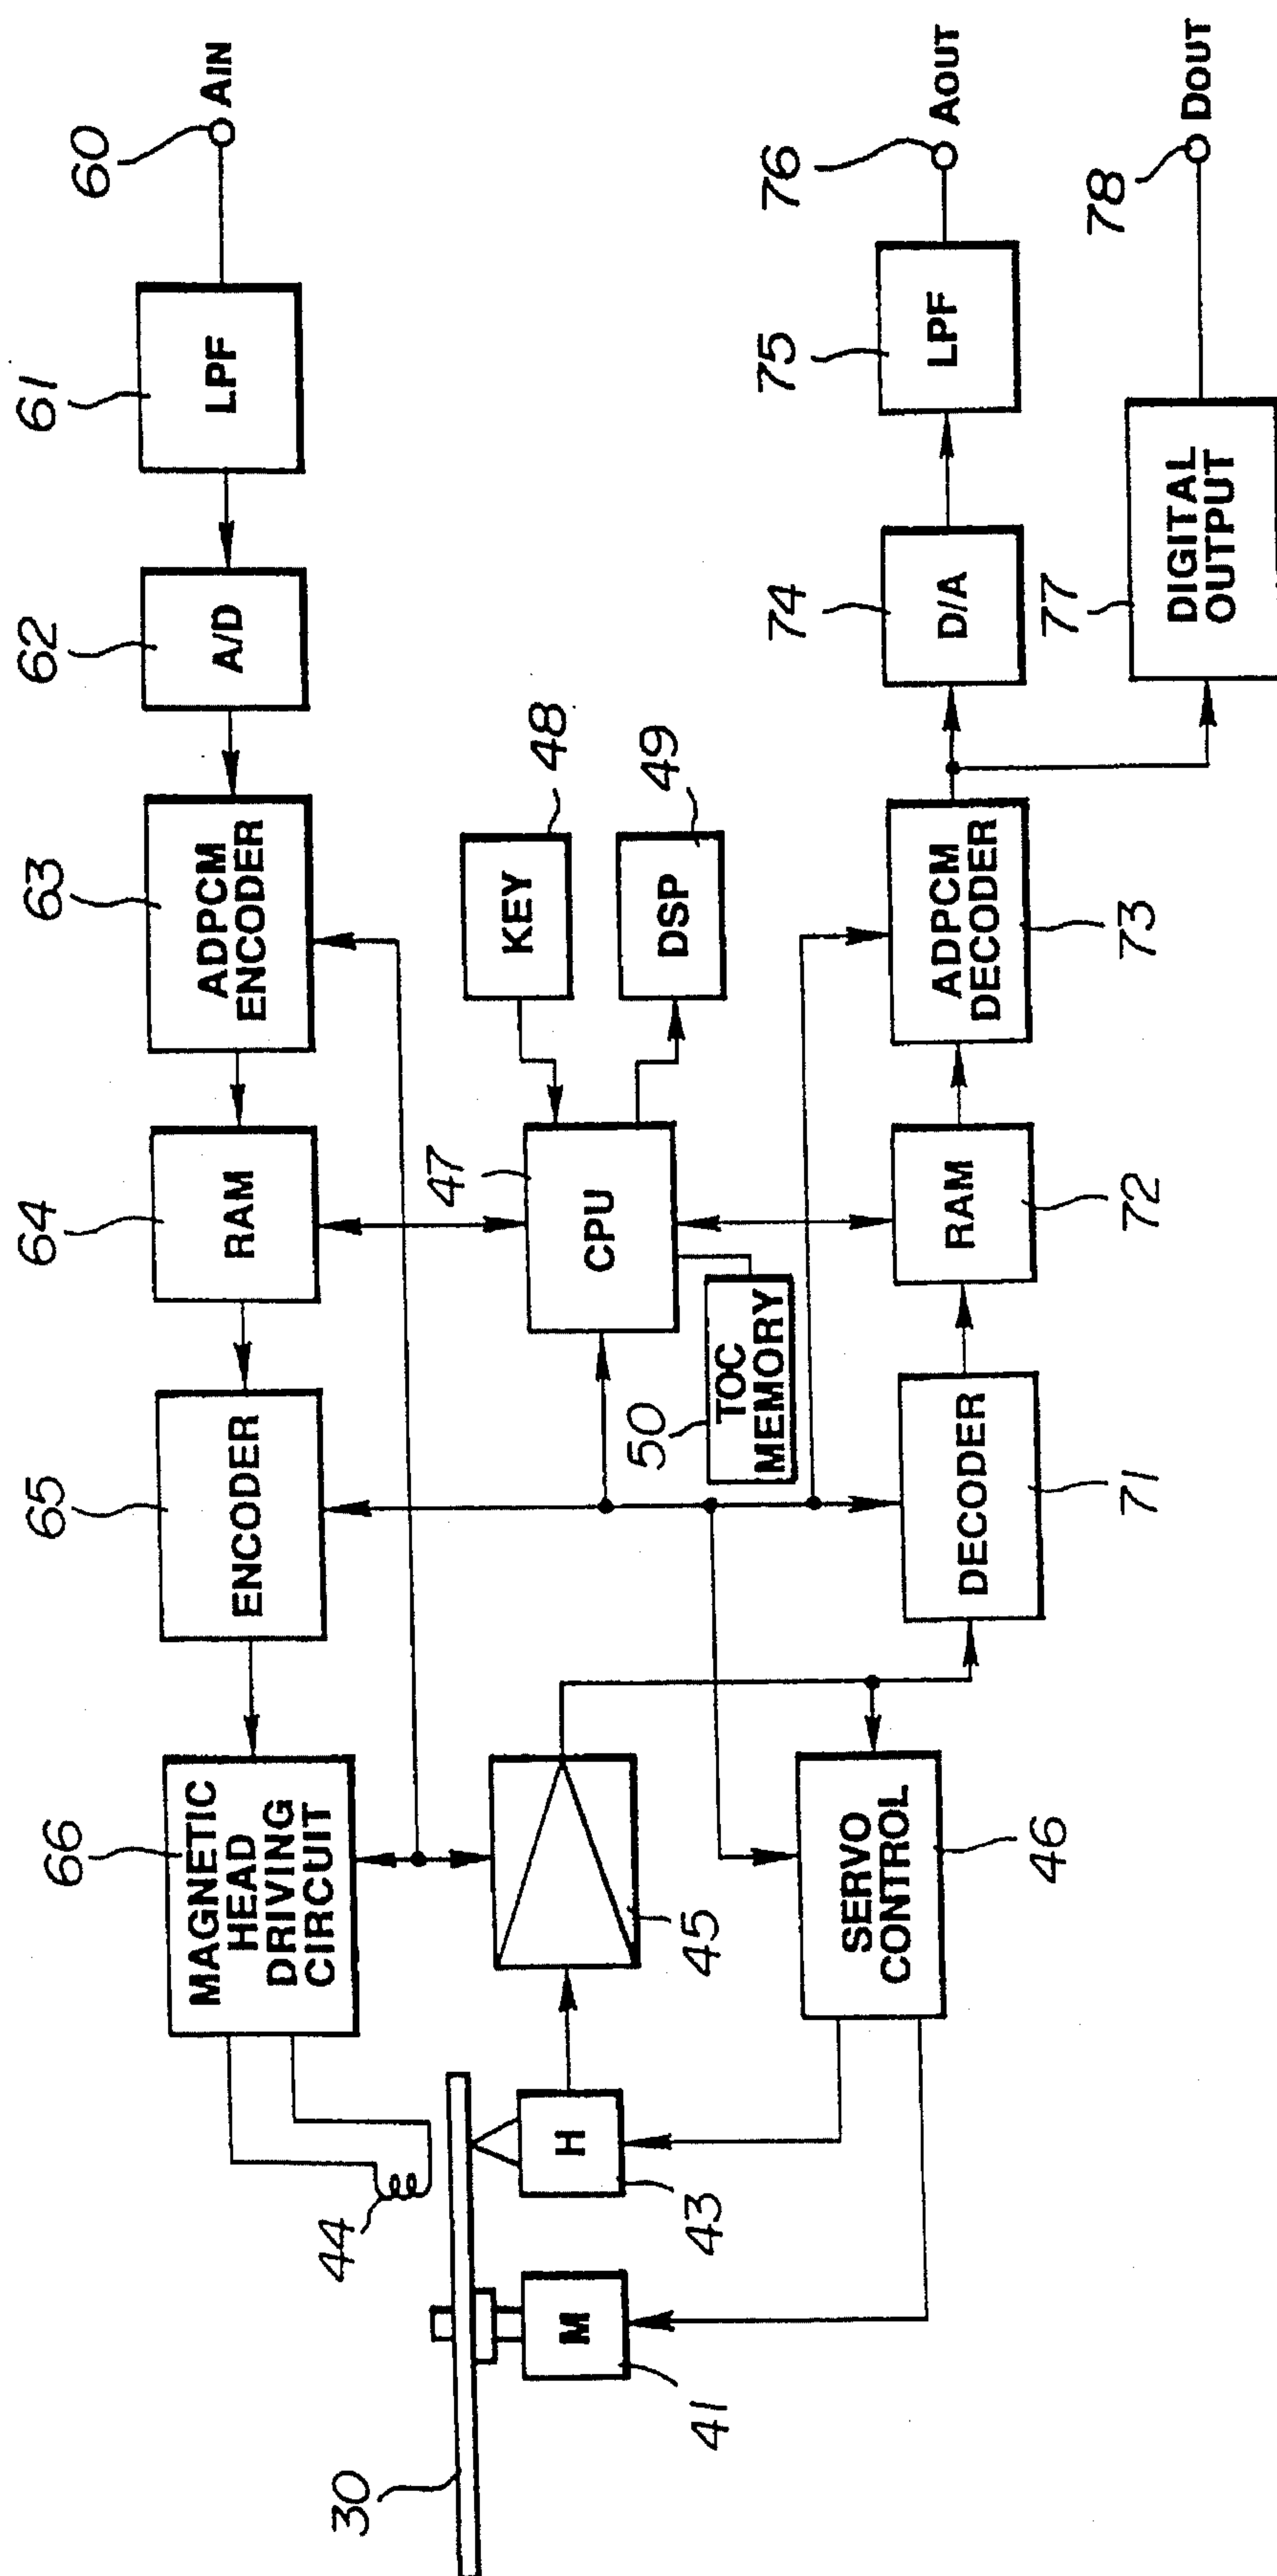 66
MAGNETIC
HEAD
DRIVING
CIRCUIT
65
ENCODER
64
RAM
63
ADPCM
ENCODER
62
A/D
61
LPF
60
AIN
44
30
M
41
H
43
45
47
CPU
KEY
48
DSP
49
50
TOC
MEMORY
SERVO
CONTROL
46
DECODER
71
RAM
72
ADPCM
DECODER
73
74
D/A
75
LPF
76
AOUT
77
DIGITAL
OUTPUT
78
DOUT